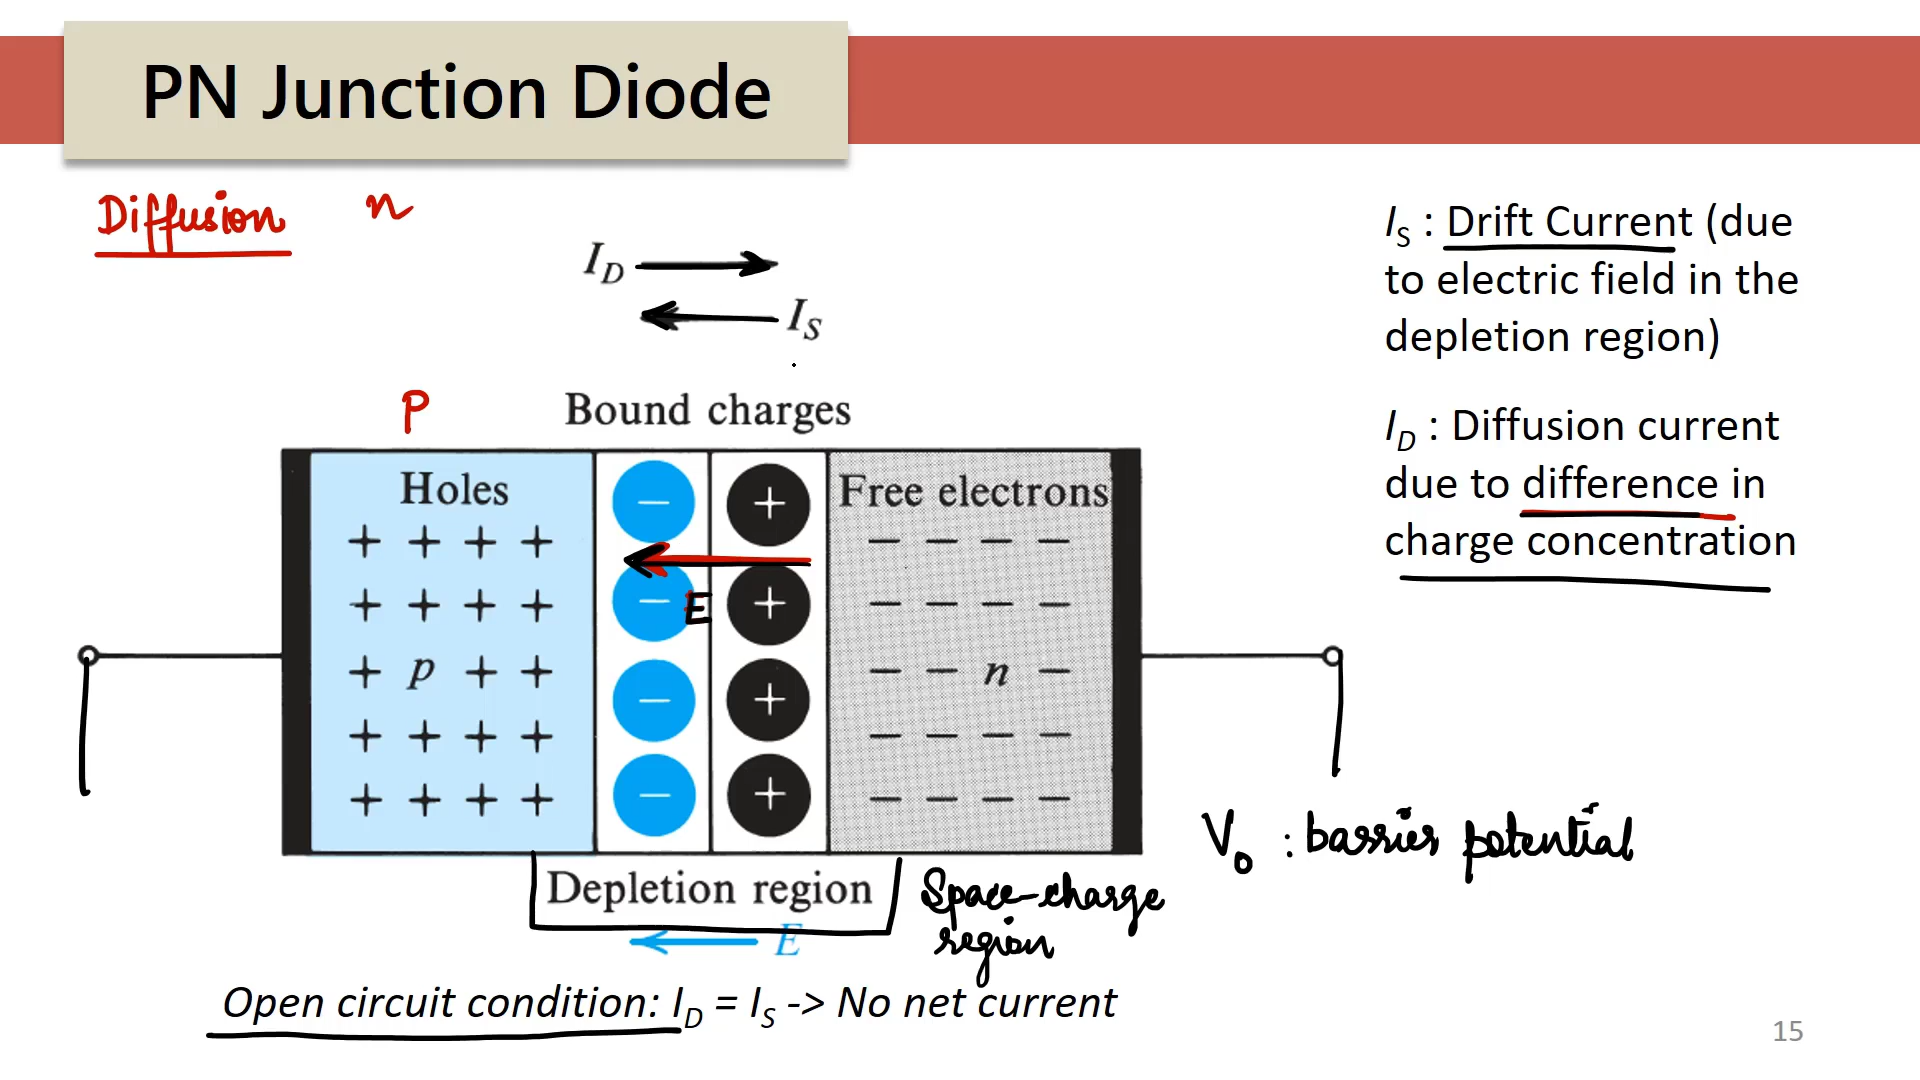 PN Junction Diode
Diffusion n
I_D
I_S
I_S : Drift Current (due
to electric field in the
depletion region)
I_D : Diffusion current
due to difference in
charge concentration
P
Bound charges
Holes
Free electrons
+ + + +
+ + + +
+ p + +
+ + + +
+ + + +
−
−
−
−
+
+
+
+
E
− − − −
− − − −
− − n −
− − − −
− − − −
Depletion region
E
Space-charge
region
V_0 : barrier potential
Open circuit condition: I_D = I_S -> No net current
15